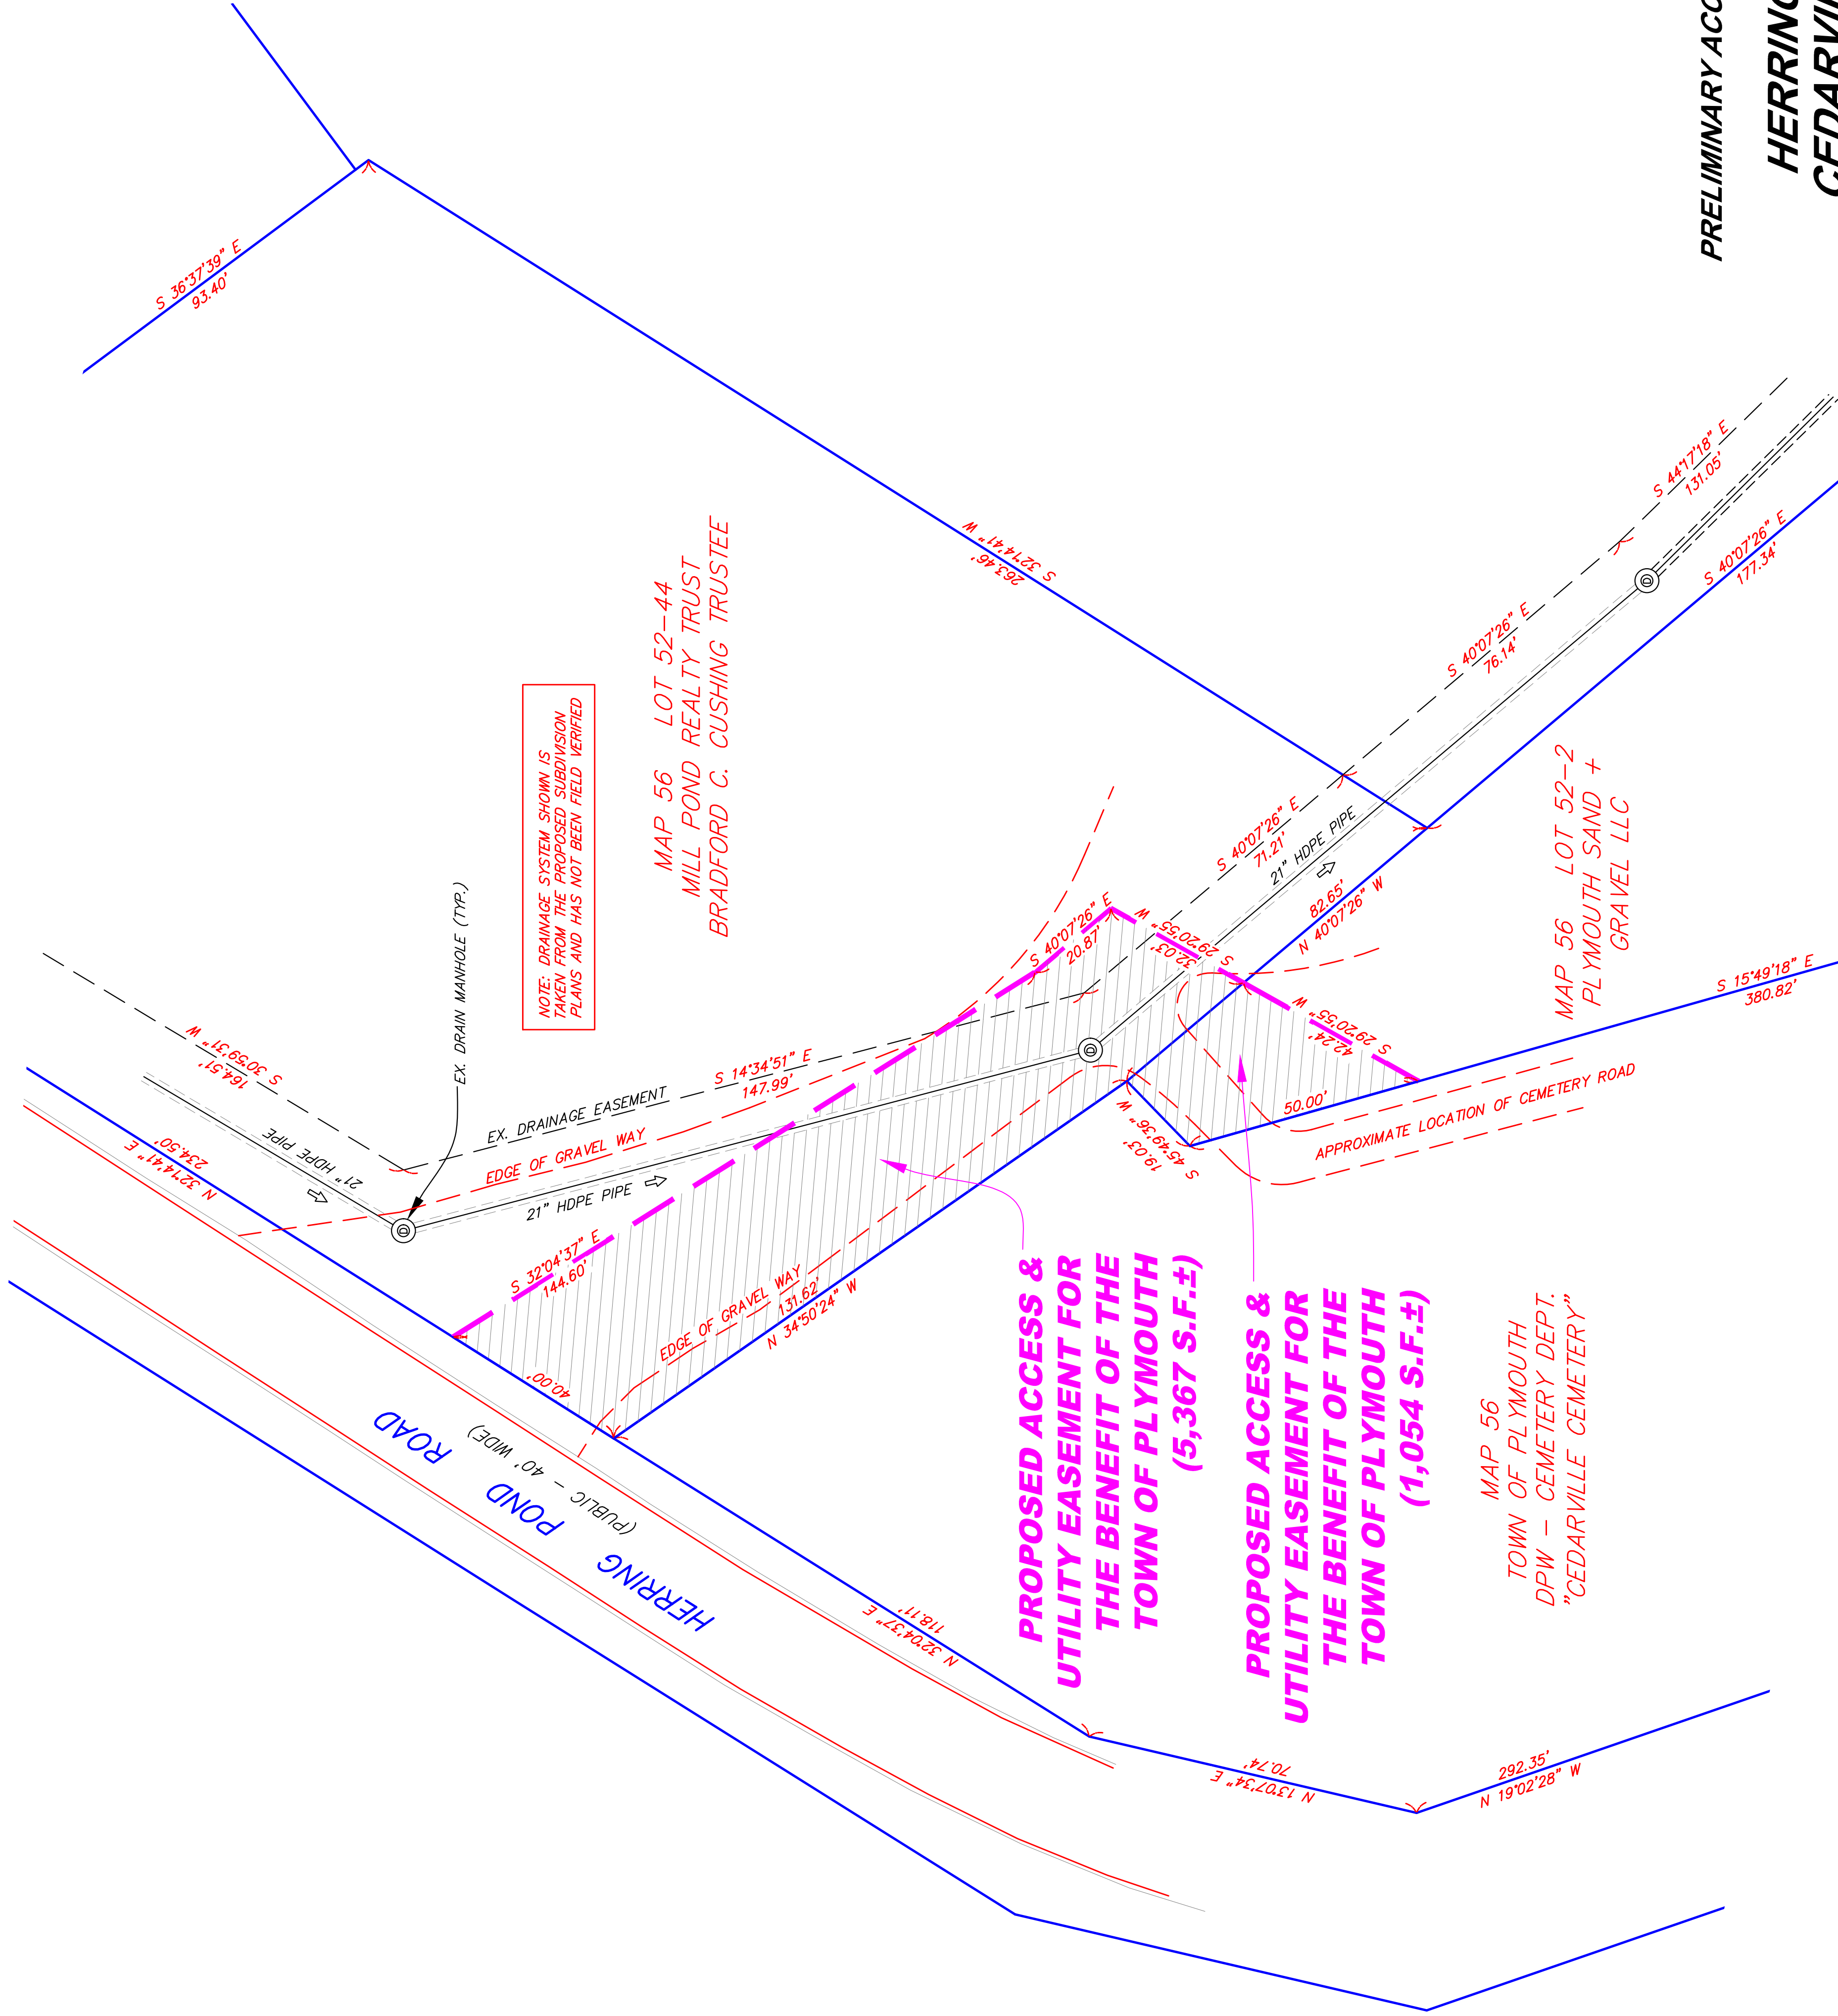 PRELIMINARY ACC
HERRING
CEDARVIL
S 36°37'39" E
93.40'
S 32°14'41" W
263.46'
MAP 56 LOT 52-44
MILL POND REALTY TRUST
BRADFORD C. CUSHING TRUSTEE
NOTE: DRAINAGE SYSTEM SHOWN IS
TAKEN FROM THE PROPOSED SUBDIVISION
PLANS AND HAS NOT BEEN FIELD VERIFIED
EX. DRAIN MANHOLE (TYP.)
S 30°59'31" W
164.51'
21" HDPE PIPE
N 32°14'41" E
234.50'
EX. DRAINAGE EASEMENT
S 14°34'51" E
147.99'
EDGE OF GRAVEL WAY
21" HDPE PIPE
S 32°04'37" E
144.60'
40.00'
EDGE OF GRAVEL WAY
131.62'
N 34°50'24" W
S 40°07'26" E
20.87'
S 29°20'55" W
32.03'
S 40°07'26" E
71.21'
21" HDPE PIPE
82.65'
N 40°07'26" W
S 40°07'26" E
76.14'
S 44°17'18" E
131.05'
S 40°07'26" E
177.34'
MAP 56 LOT 52-2
PLYMOUTH SAND +
GRAVEL LLC
S 15°49'18" E
380.82'
S 29°20'55" W
42.24'
50.00'
S 45°49'36" W
19.03'
APPROXIMATE LOCATION OF CEMETERY ROAD
PROPOSED ACCESS &
UTILITY EASEMENT FOR
THE BENEFIT OF THE
TOWN OF PLYMOUTH
(5,367 S.F.±)
PROPOSED ACCESS &
UTILITY EASEMENT FOR
THE BENEFIT OF THE
TOWN OF PLYMOUTH
(1,054 S.F.±)
MAP 56
TOWN OF PLYMOUTH
DPW - CEMETERY DEPT.
"CEDARVILLE CEMETERY"
HERRING POND ROAD
(PUBLIC - 40' WIDE)
N 32°04'37" E
118.11'
N 13°07'34" E
70.74'
292.35'
N 19°02'28" W